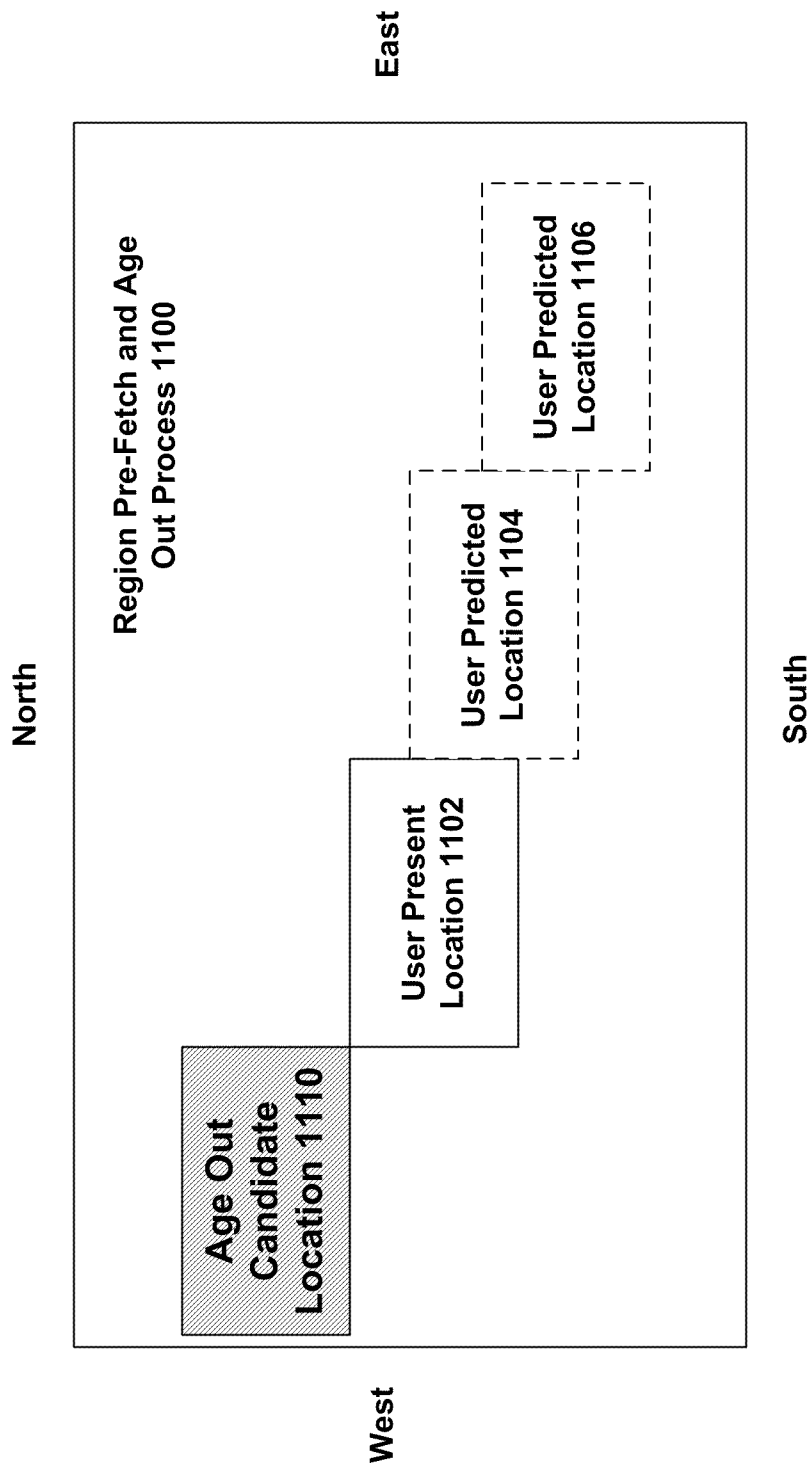 North
Region Pre-Fetch and Age
Out Process 1100
Age Out
Candidate
Location 1110
User Present
Location 1102
User Predicted
Location 1104
User Predicted
Location 1106
West
East
South